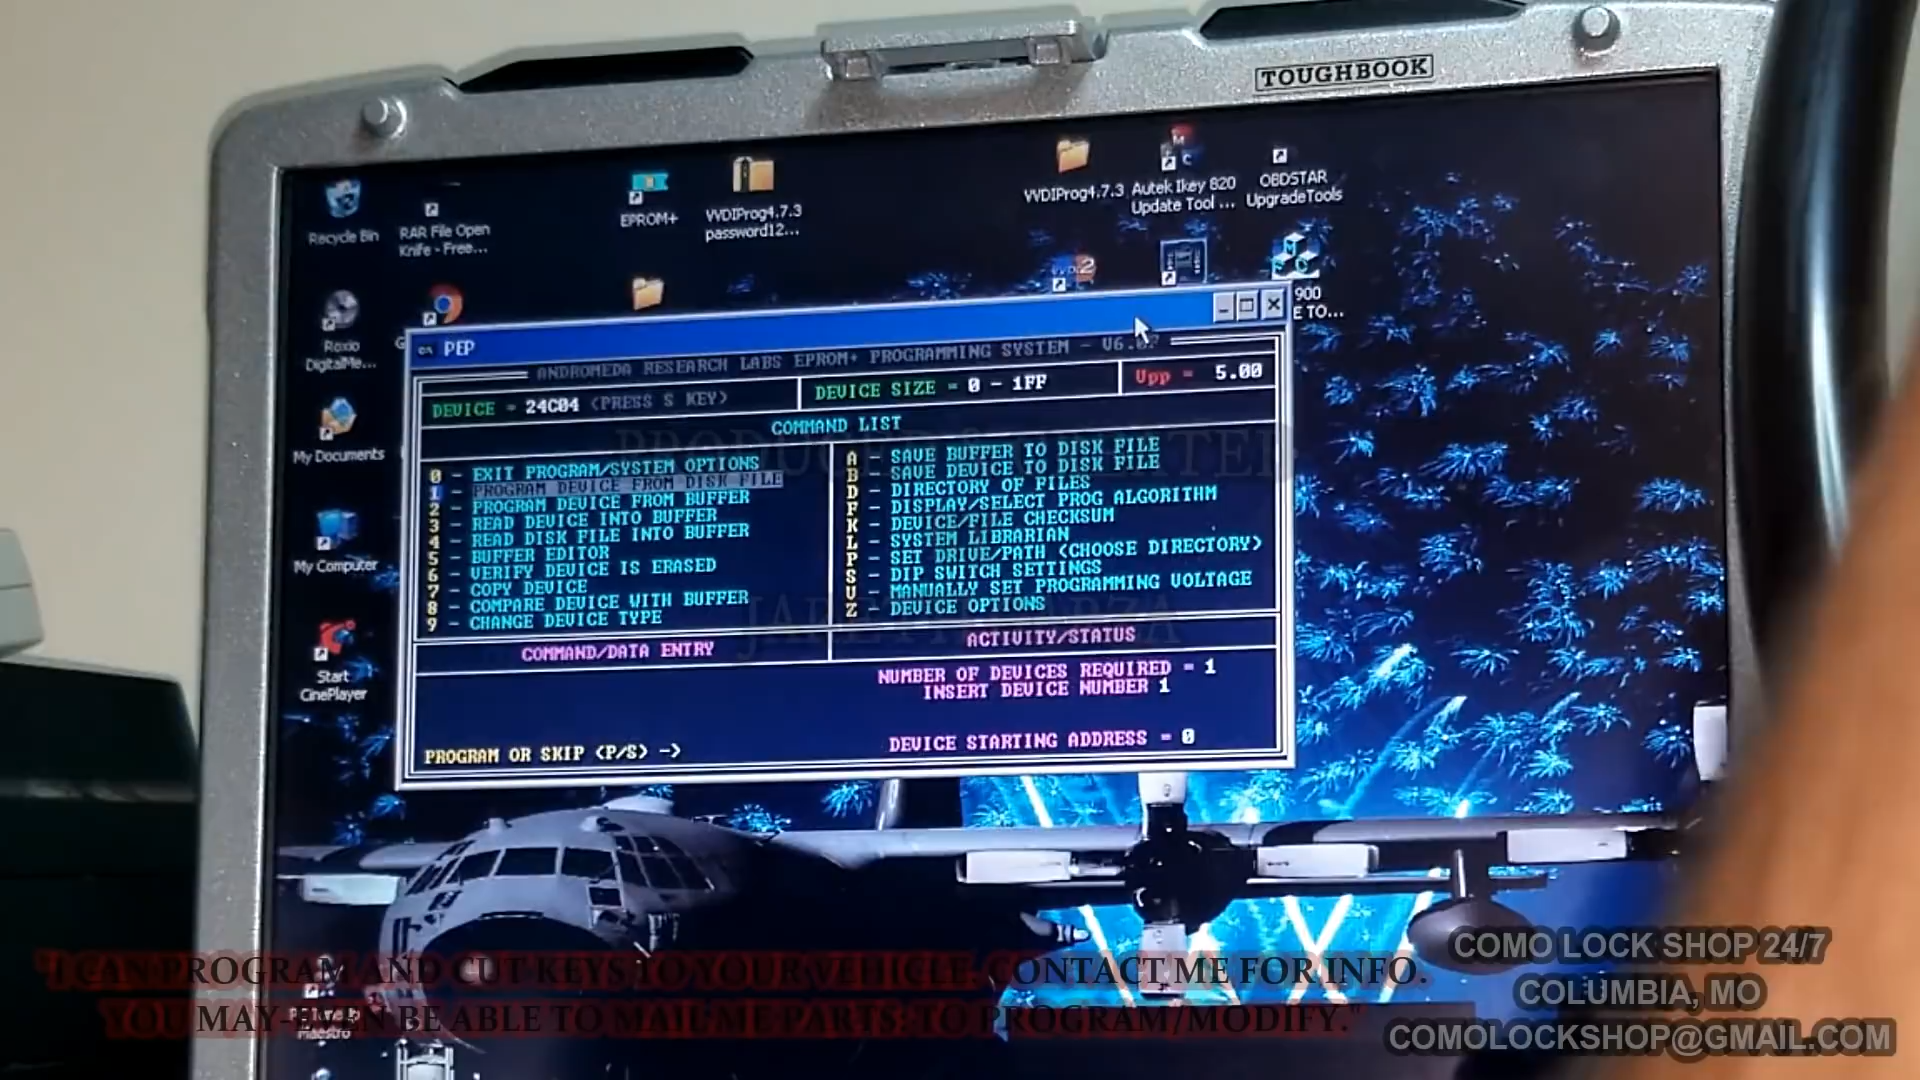 TOUGHBOOK
Recycle Bin
RAR File Open
Knife - Free...
EPROM+
VVDIProg4.7.3
password12...
VVDIProg4.7.3
Autek Ikey 820
Update Tool ...
OBDSTAR
UpgradeTools
Roxio
DigitalMe...
My Documents
My Computer
Start
CinePlayer
900
E TO...
PEP
ANDROMEDA RESEARCH LABS EPROM+ PROGRAMMING SYSTEM -
DEVICE = 24C04 (PRESS S KEY)
DEVICE SIZE = 0 - 1FF
Vpp = 5.00
COMMAND LIST
0 - EXIT PROGRAM/SYSTEM OPTIONS
1 - PROGRAM DEVICE FROM DISK FILE
2 - PROGRAM DEVICE FROM BUFFER
3 - READ DEVICE INTO BUFFER
4 - READ DISK FILE INTO BUFFER
5 - BUFFER EDITOR
6 - VERIFY DEVICE IS ERASED
7 - COPY DEVICE
8 - COMPARE DEVICE WITH BUFFER
9 - CHANGE DEVICE TYPE
A - SAVE BUFFER TO DISK FILE
B - SAVE DEVICE TO DISK FILE
D - DIRECTORY OF FILES
F - DISPLAY/SELECT PROG ALGORITHM
K - DEVICE/FILE CHECKSUM
L - SYSTEM LIBRARIAN
P - SET DRIVE/PATH (CHOOSE DIRECTORY)
S - DIP SWITCH SETTINGS
V - MANUALLY SET PROGRAMMING VOLTAGE
Z - DEVICE OPTIONS
COMMAND/DATA ENTRY
ACTIVITY/STATUS
NUMBER OF DEVICES REQUIRED = 1
INSERT DEVICE NUMBER 1
PROGRAM OR SKIP (P/S) ->
DEVICE STARTING ADDRESS = 0
"I CAN PROGRAM AND CUT KEYS TO YOUR VEHICLE. CONTACT ME FOR INFO.
YOU MAY EVEN BE ABLE TO MAIL ME PARTS TO PROGRAM/MODIFY."
COMO LOCK SHOP 24/7
COLUMBIA, MO
COMOLOCKSHOP@GMAIL.COM